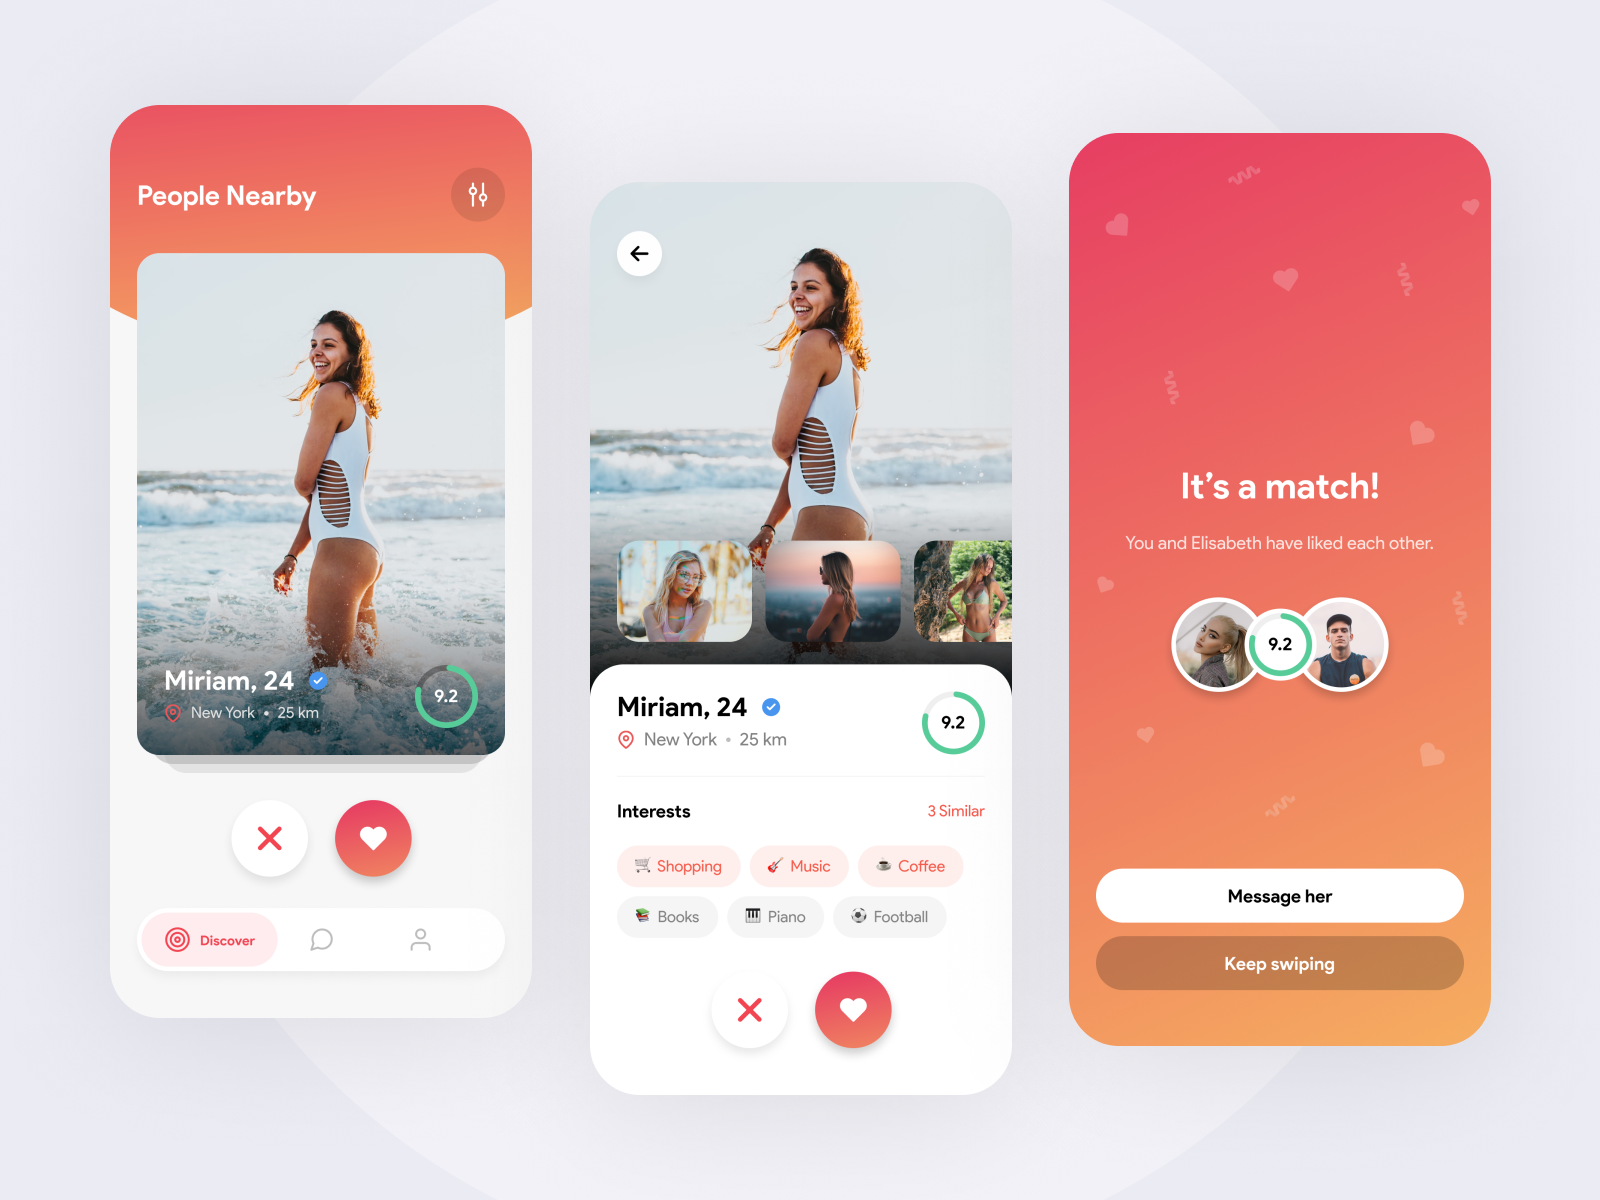 People Nearby
Miriam, 24
New York • 25 km
9.2
Discover
Miriam, 24
New York • 25 km
9.2
Interests
3 Similar
Shopping
Music
Coffee
Books
Piano
Football
It’s a match!
You and Elisabeth have liked each other.
9.2
Message her
Keep swiping